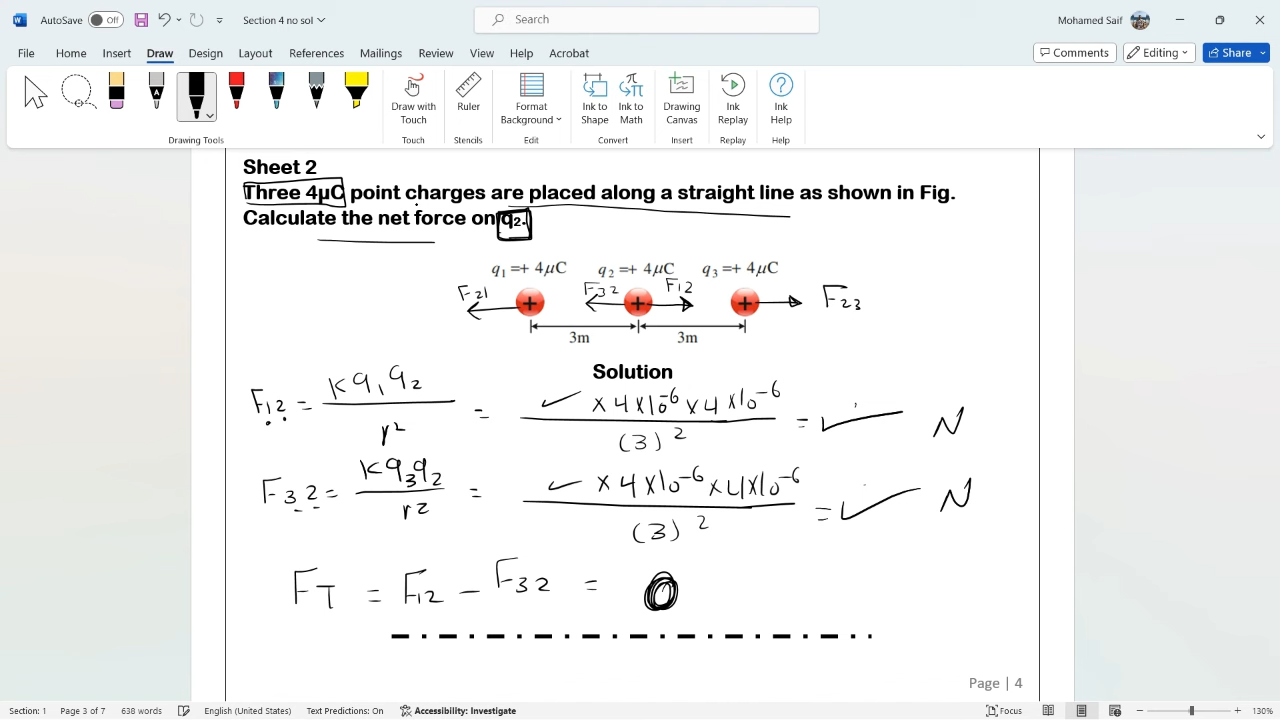 AutoSave Off Section 4 no sol Search Mohamed Saif
File Home Insert Draw Design Layout References Mailings Review View Help Acrobat Comments Editing Share
Draw with Touch Ruler Format Background Ink to Shape Ink to Math Drawing Canvas Ink Replay Ink Help
Drawing Tools Touch Stencils Edit Convert Insert Replay Help
Sheet 2
Three 4μC point charges are placed along a straight line as shown in Fig.
Calculate the net force on q2.
q1 =+ 4μC q2 =+ 4μC q3 =+ 4μC
F21 F32 F12 F23
+ + +
3m 3m
Solution
F12 = Kq1q2 / r2 = ✓ × 4×10-6 × 4×10-6 / (3)2 = ✓ N
F32 = Kq3q2 / r2 = ✓ × 4×10-6 × 4×10-6 / (3)2 = ✓ N
FT = F12 - F32 = 0
Page | 4
Section: 1 Page 3 of 7 638 words English (United States) Text Predictions: On Accessibility: Investigate Focus 130%